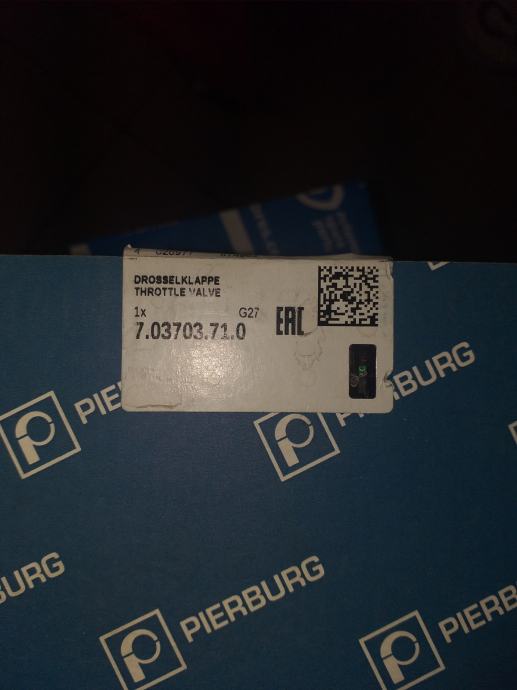 DROSSELKLAPPE
THROTTLE VALVE
1x
G27
EAC
7.03703.71.0
PIERBURG
PIERBURG
PIERBURG
PIERBURG